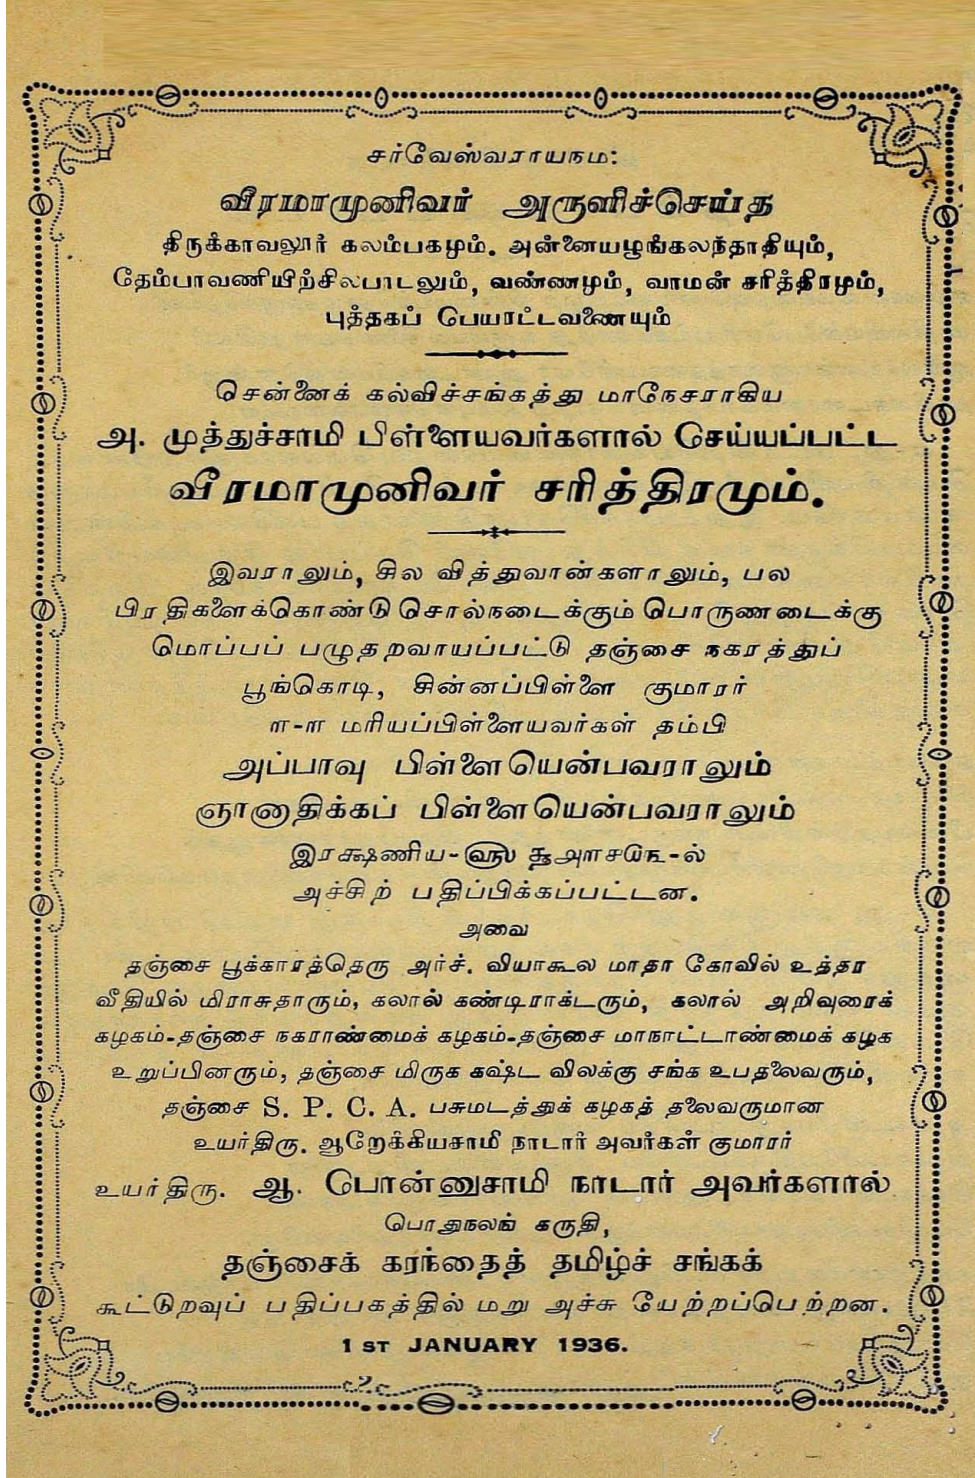 சர்வேஸ்வராயநம:
வீரமாமுனிவர் அருளிச்செய்த
திருக்காவலூர் கலம்பகமும். அன்னையழுங்கலந்தாதியும்,
தேம்பாவணியிற்சிலபாடலும், வண்ணமும், வாமன் சரித்திரமும்,
புத்தகப் பேயாட்டவணையும்
சென்னைக் கல்விச்சங்கத்து மாநேசராகிய
அ. முத்துச்சாமி பிள்ளையவர்களால் செய்யப்பட்ட
வீரமாமுனிவர் சரித்திரமும்.
இவராலும், சில வித்துவான்களாலும், பல
பிரதிகளைக்கொண்டு சொல்நடைக்கும் பொருணடைக்கு
மொப்பப் பழுதறவாயப்பட்டு தஞ்சை நகரத்துப்
பூங்கொடி, சின்னப்பிள்ளை குமாரர்
ள-ள மரியப்பிள்ளையவர்கள் தம்பி
அப்பாவு பிள்ளையென்பவராலும்
ஞானாதிக்கப் பிள்ளையென்பவராலும்
இரக்ஷணிய-௵ ௲௮௱௪௰௩-ல்
அச்சிற் பதிப்பிக்கப்பட்டன.
அவை
தஞ்சை பூக்காரத்தெரு அர்ச். வியாகூல மாதா கோவில் உத்தர
வீதியில் மிராசுதாரும், கலால் கண்டிராக்டரும், கலால் அறிவுரைக்
கழகம்-தஞ்சை நகராண்மைக் கழகம்-தஞ்சை மாநாட்டாண்மைக் கழக
உறுப்பினரும், தஞ்சை மிருக கஷ்ட விலக்கு சங்க உபதலைவரும்,
தஞ்சை S. P. C. A. பசுமடத்துக் கழகத் தலைவருமான
உயர்திரு. ஆறேக்கியசாமி நாடார் அவர்கள் குமாரர்
உயர்திரு. ஆ. பொன்னுசாமி நாடார் அவர்களால்
பொதுநலங் கருதி,
தஞ்சைக் கரந்தைத் தமிழ்ச் சங்கக்
கூட்டுறவுப் பதிப்பகத்தில் மறு அச்சு யேற்றப்பெற்றன.
1 ST JANUARY 1936.